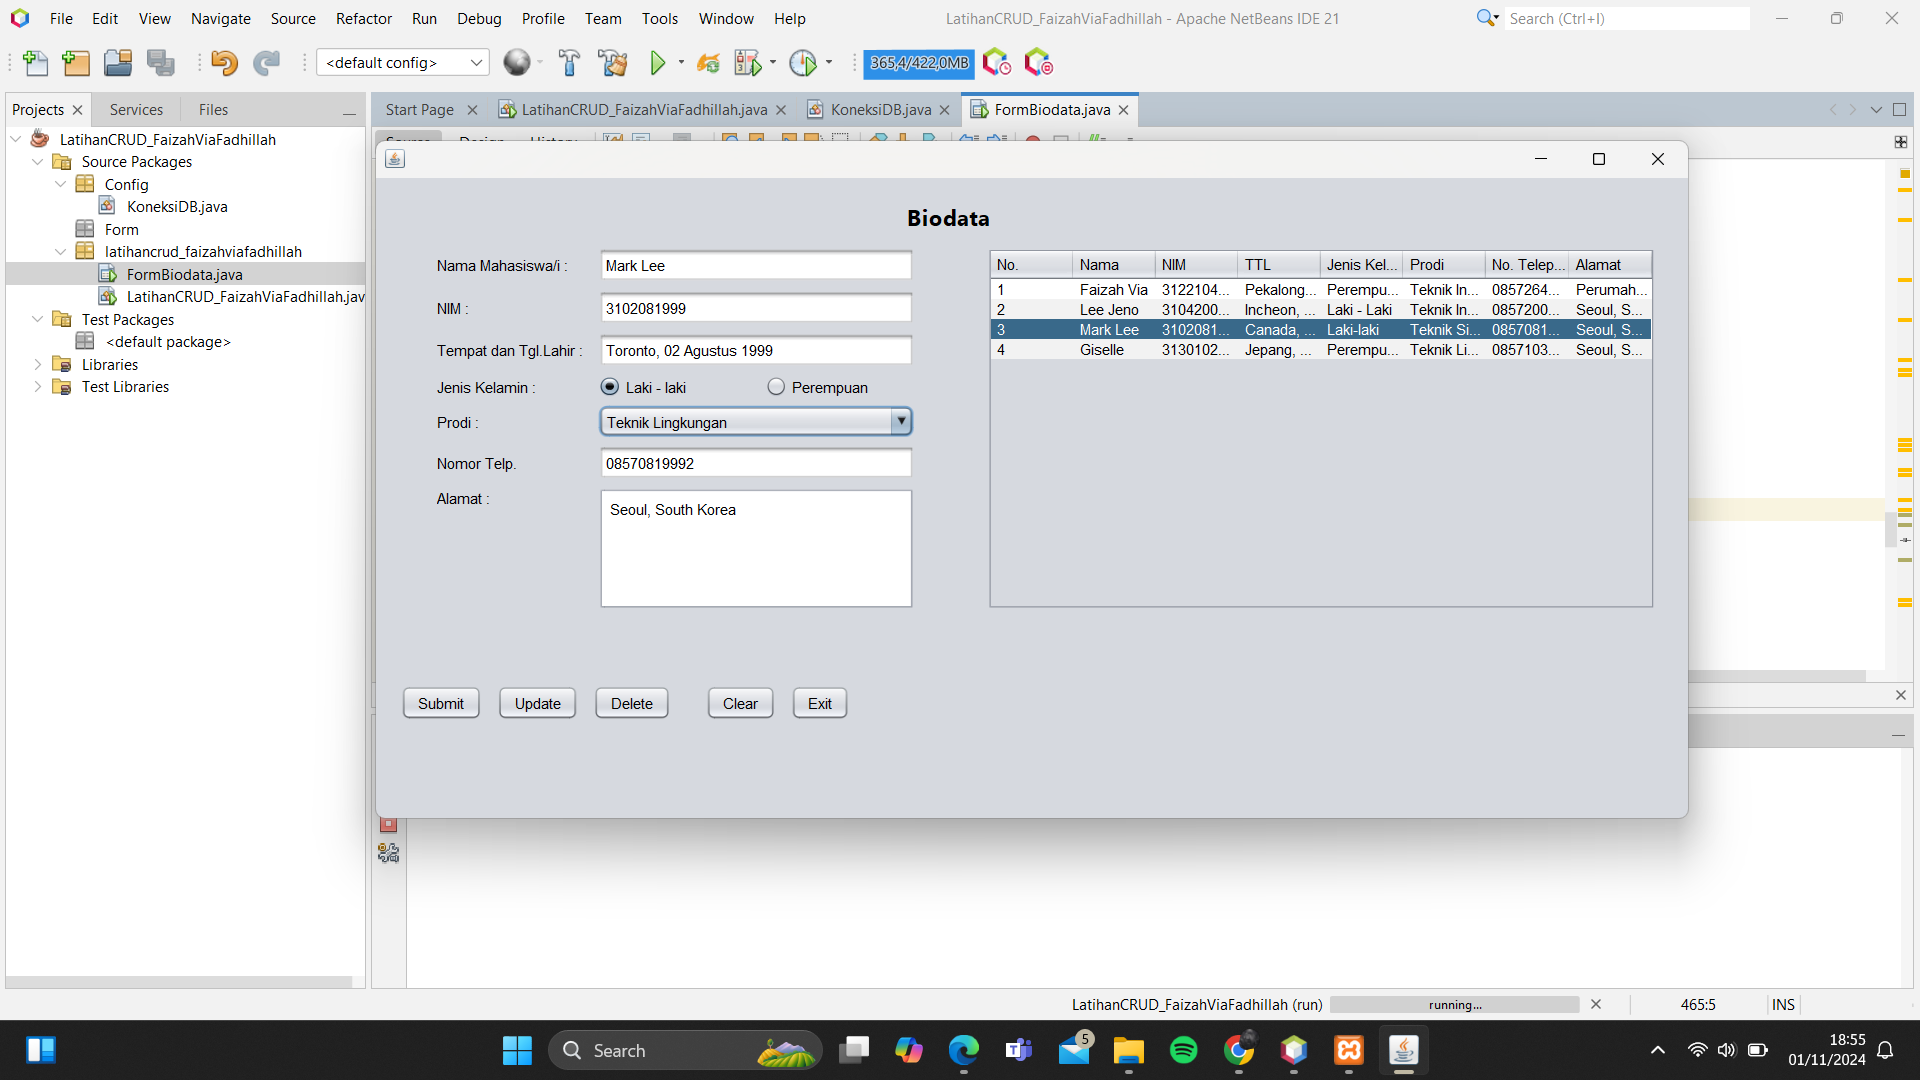 File Edit View Navigate Source Refactor Run Debug Profile Team Tools Window Help
LatihanCRUD_FaizahViaFadhillah - Apache NetBeans IDE 21
Search (Ctrl+I)
<default config>
365,4/422,0MB
Projects Services Files
Start Page LatihanCRUD_FaizahViaFadhillah.java KoneksiDB.java FormBiodata.java
LatihanCRUD_FaizahViaFadhillah
Source Packages
Config
KoneksiDB.java
Form
latihancrud_faizahviafadhillah
FormBiodata.java
LatihanCRUD_FaizahViaFadhillah.jav
Test Packages
<default package>
Libraries
Test Libraries
Source Design History
Biodata
Nama Mahasiswa/i : Mark Lee
NIM : 3102081999
Tempat dan Tgl.Lahir : Toronto, 02 Agustus 1999
Jenis Kelamin : Laki - laki Perempuan
Prodi : Teknik Lingkungan
Nomor Telp. 08570819992
Alamat : Seoul, South Korea
No. Nama NIM TTL Jenis Kel... Prodi No. Telep... Alamat
1 Faizah Via 3122104... Pekalong... Perempu... Teknik In... 0857264... Perumah...
2 Lee Jeno 3104200... Incheon, ... Laki - Laki Teknik In... 0857200... Seoul, S...
3 Mark Lee 3102081... Canada, ... Laki-laki Teknik Si... 0857081... Seoul, S...
4 Giselle 3130102... Jepang, ... Perempu... Teknik Li... 0857103... Seoul, S...
Submit Update Delete Clear Exit
LatihanCRUD_FaizahViaFadhillah (run) running... 465:5 INS
Search
5
18:55
01/11/2024